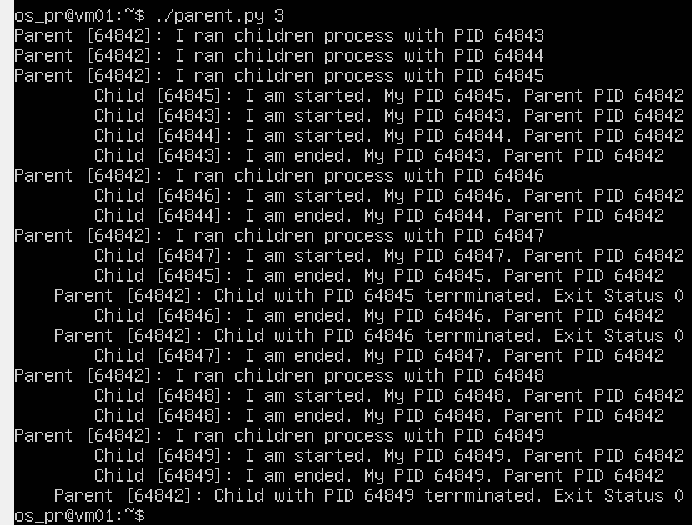 os_pr@vm01:~$ ./parent.py 3
Parent [64842]: I ran children process with PID 64843
Parent [64842]: I ran children process with PID 64844
Parent [64842]: I ran children process with PID 64845
Child [64845]: I am started. My PID 64845. Parent PID 64842
Child [64843]: I am started. My PID 64843. Parent PID 64842
Child [64844]: I am started. My PID 64844. Parent PID 64842
Child [64843]: I am ended. My PID 64843. Parent PID 64842
Parent [64842]: I ran children process with PID 64846
Child [64846]: I am started. My PID 64846. Parent PID 64842
Child [64844]: I am ended. My PID 64844. Parent PID 64842
Parent [64842]: I ran children process with PID 64847
Child [64847]: I am started. My PID 64847. Parent PID 64842
Child [64845]: I am ended. My PID 64845. Parent PID 64842
Parent [64842]: Child with PID 64845 terrminated. Exit Status 0
Child [64846]: I am ended. My PID 64846. Parent PID 64842
Parent [64842]: Child with PID 64846 terrminated. Exit Status 0
Child [64847]: I am ended. My PID 64847. Parent PID 64842
Parent [64842]: I ran children process with PID 64848
Child [64848]: I am started. My PID 64848. Parent PID 64842
Child [64848]: I am ended. My PID 64848. Parent PID 64842
Parent [64842]: I ran children process with PID 64849
Child [64849]: I am started. My PID 64849. Parent PID 64842
Child [64849]: I am ended. My PID 64849. Parent PID 64842
Parent [64842]: Child with PID 64849 terrminated. Exit Status 0
os_pr@vm01:~$